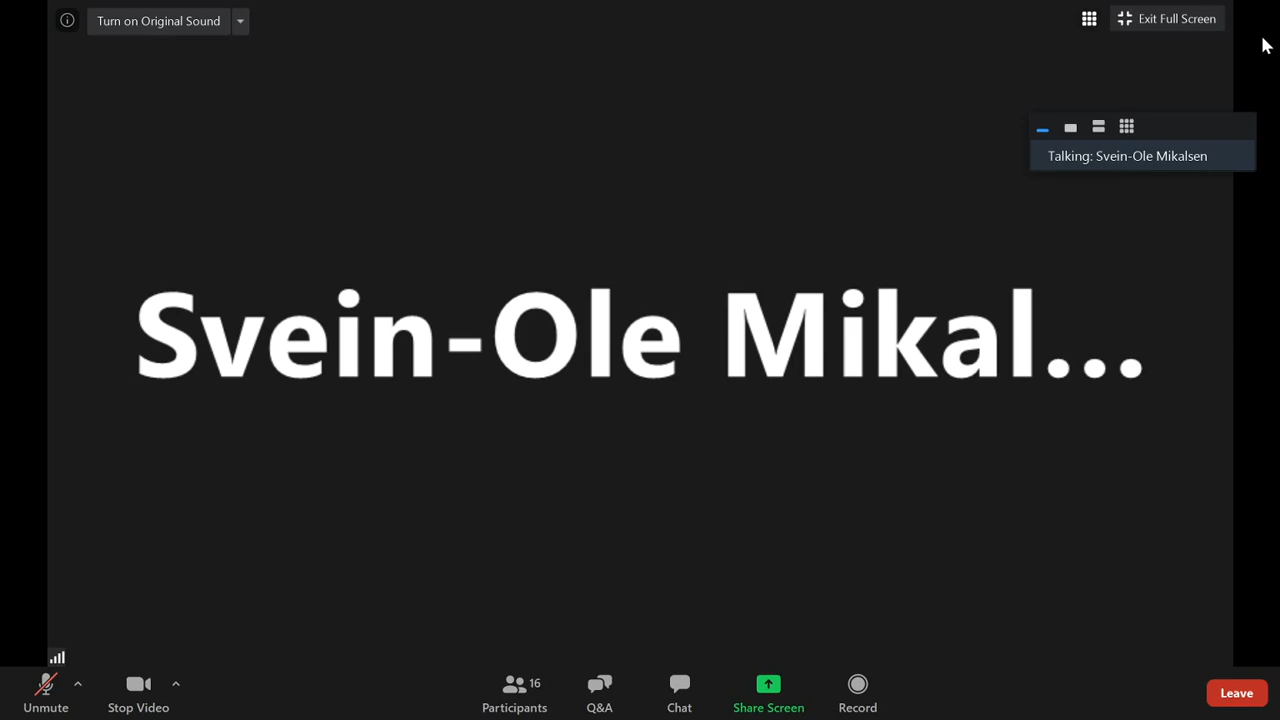 Turn on Original Sound
Exit Full Screen
Talking: Svein-Ole Mikalsen
Svein-Ole Mikal...
Unmute
Stop Video
16
Participants
Q&A
Chat
Share Screen
Record
Leave